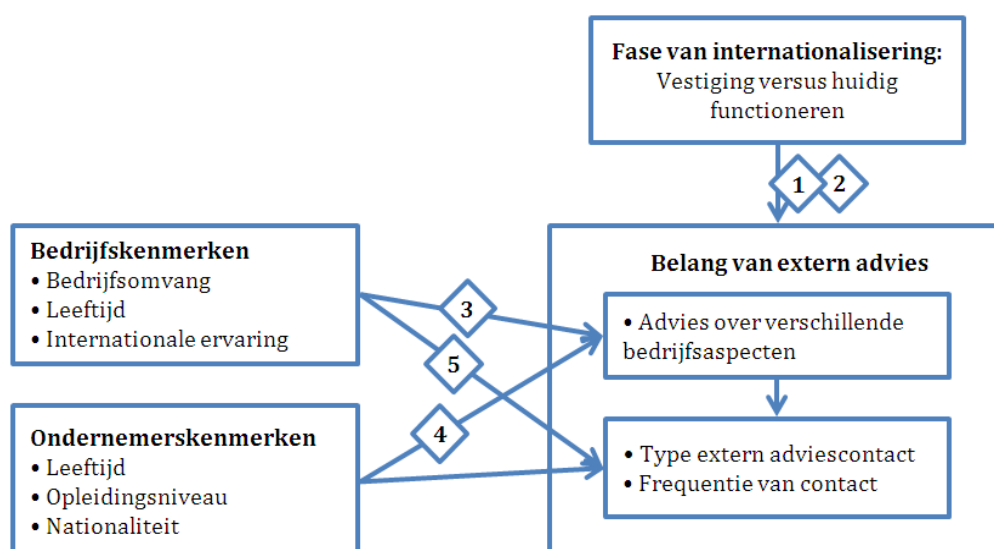 Fase van internationalisering:
Vestiging versus huidig
functioneren
1 2
Bedrijfskenmerken
• Bedrijfsomvang
• Leeftijd
• Internationale ervaring
Belang van extern advies
3
• Advies over verschillende
bedrijfsaspecten
5
4
Ondernemerskenmerken
• Leeftijd
• Opleidingsniveau
• Nationaliteit
• Type extern adviescontact
• Frequentie van contact